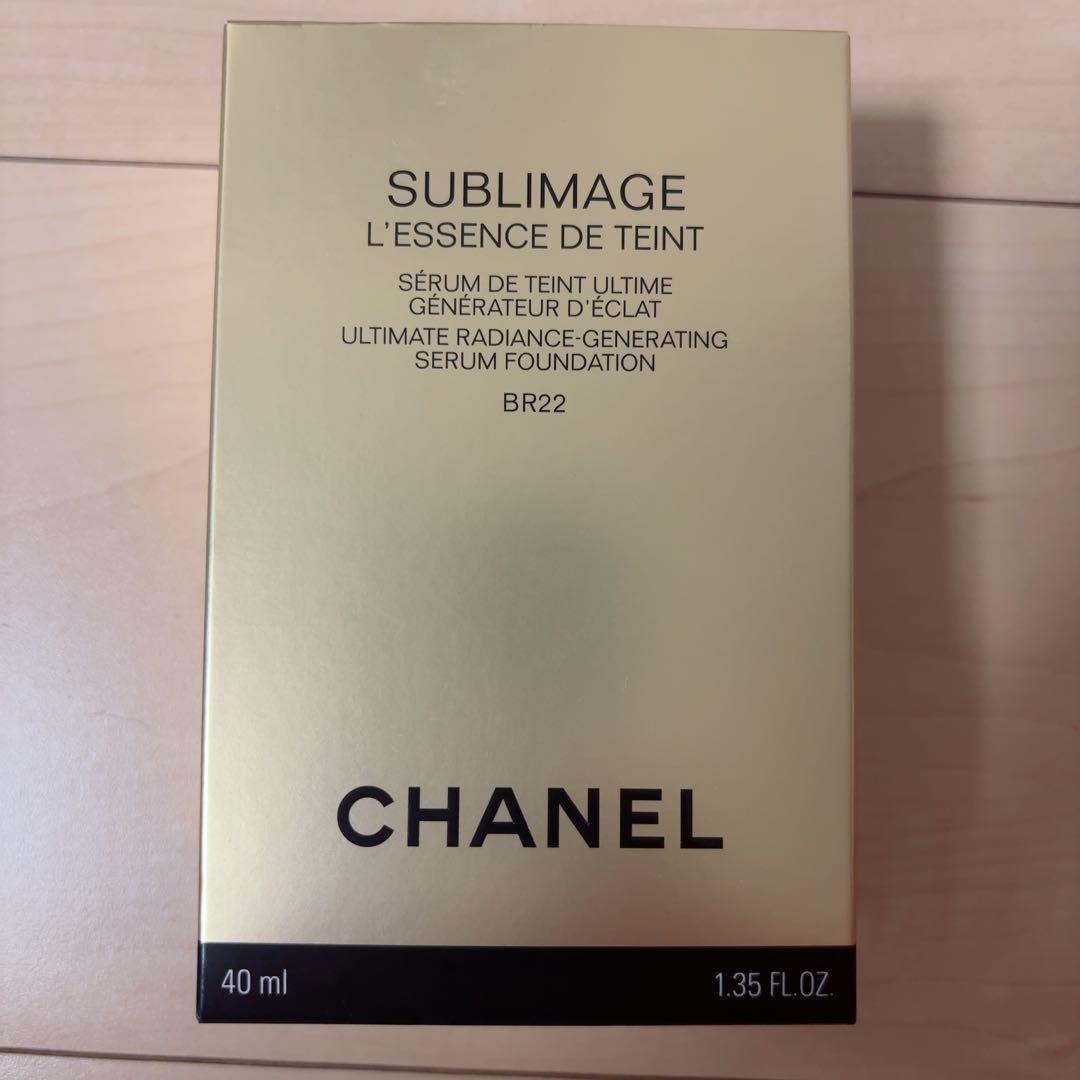 SUBLIMAGE
L'ESSENCE DE TEINT
SÉRUM DE TEINT ULTIME
GÉNÉRATEUR D'ÉCLAT
ULTIMATE RADIANCE-GENERATING
SERUM FOUNDATION
BR22
CHANEL
40 ml 1.35 FL.OZ.